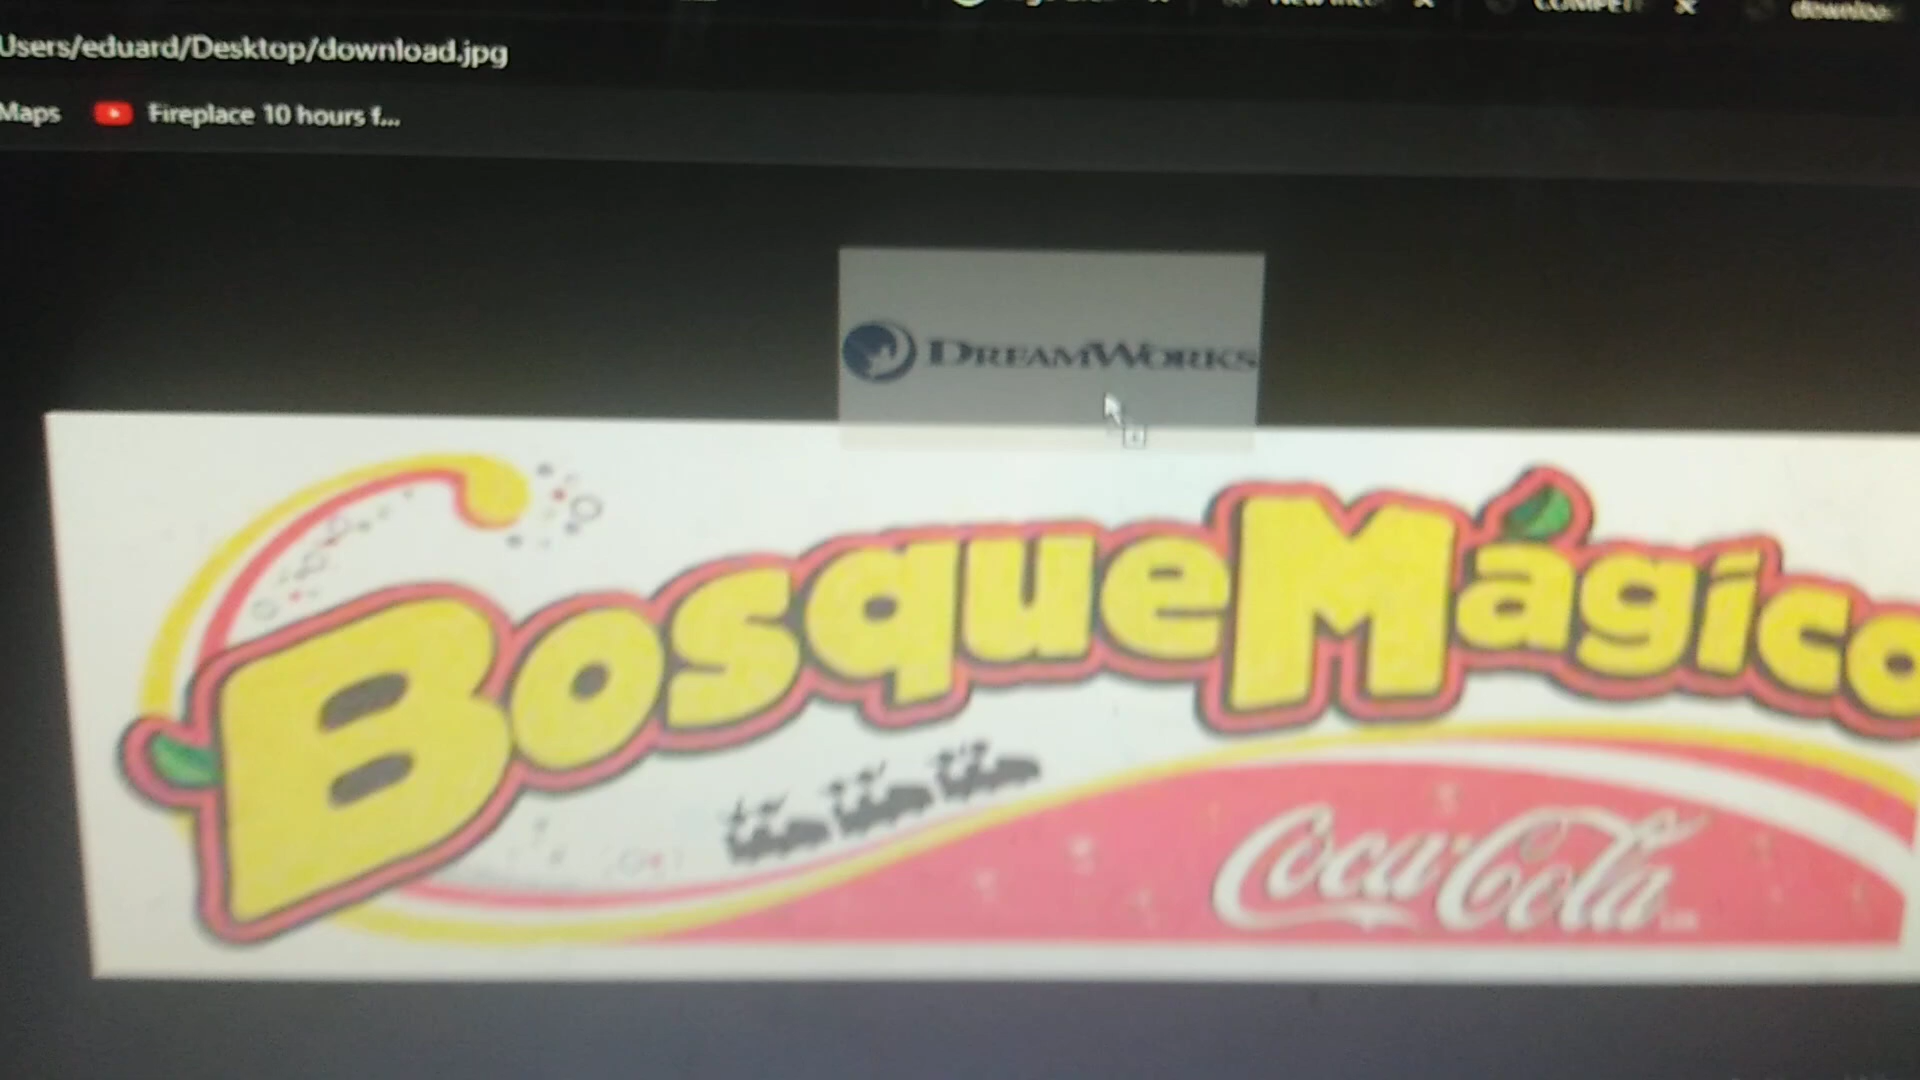 Users/eduard/Desktop/download.jpg
Maps
Fireplace 10 hours f...
DREAMWORKS
BosqueMágico
Coca-Cola